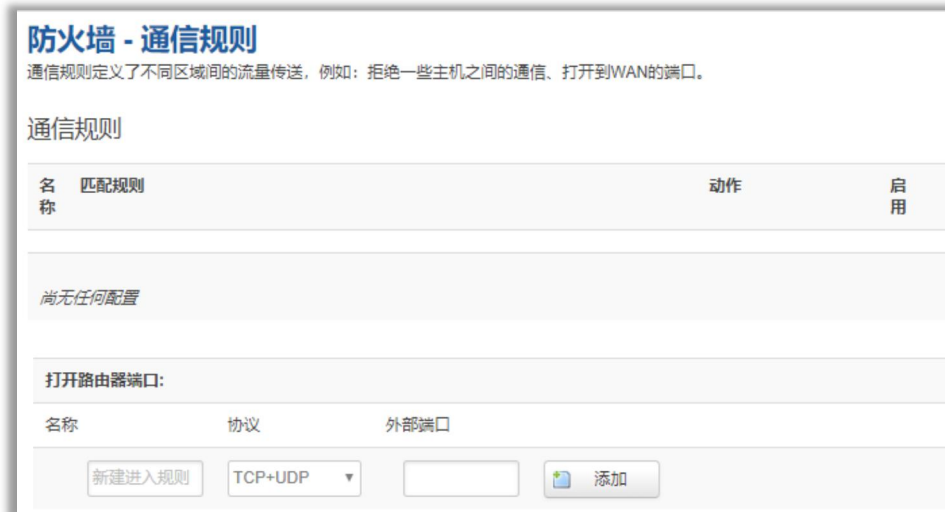 防火墙 - 通信规则
通信规则定义了不同区域间的流量传送，例如：拒绝一些主机之间的通信、打开到WAN的端口。
通信规则
名称 匹配规则 动作 启用
尚无任何配置
打开路由器端口:
名称 协议 外部端口
新建进入规则 TCP+UDP 添加